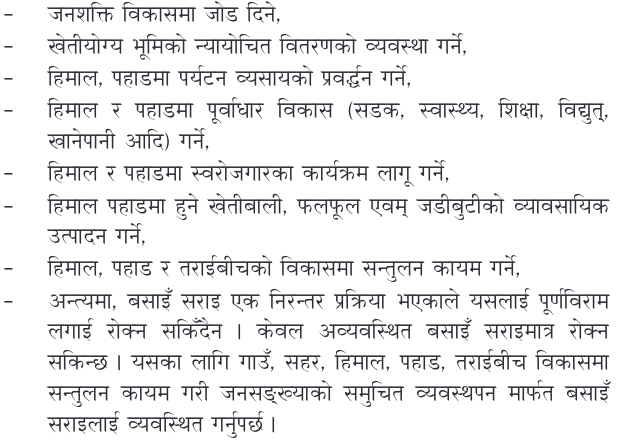 - जनशक्ति विकासमा जोड दिने,
- खेतीयोग्य भूमिको न्यायोचित वितरणको व्यवस्था गर्ने,
- हिमाल, पहाडमा पर्यटन व्यसायको प्रवर्द्धन गर्ने,
- हिमाल र पहाडमा पूर्वाधार विकास (सडक, स्वास्थ्य, शिक्षा, विद्युत्,
खानेपानी आदि) गर्ने,
- हिमाल र पहाडमा स्वरोजगारका कार्यक्रम लागू गर्ने,
- हिमाल पहाडमा हुने खेतीबाली, फलफूल एवम् जडीबुटीको व्यावसायिक
उत्पादन गर्ने,
- हिमाल, पहाड र तराईबीचको विकासमा सन्तुलन कायम गर्ने,
- अन्त्यमा, बसाइँ सराइ एक निरन्तर प्रक्रिया भएकाले यसलाई पूर्णविराम
लगाई रोक्न सकिँदैन । केवल अव्यवस्थित बसाइँ सराइमात्र रोक्न
सकिन्छ । यसका लागि गाउँ, सहर, हिमाल, पहाड, तराईबीच विकासमा
सन्तुलन कायम गरी जनसङ्ख्याको समुचित व्यवस्थपन मार्फत बसाइँ
सराइलाई व्यवस्थित गर्नुपर्छ ।